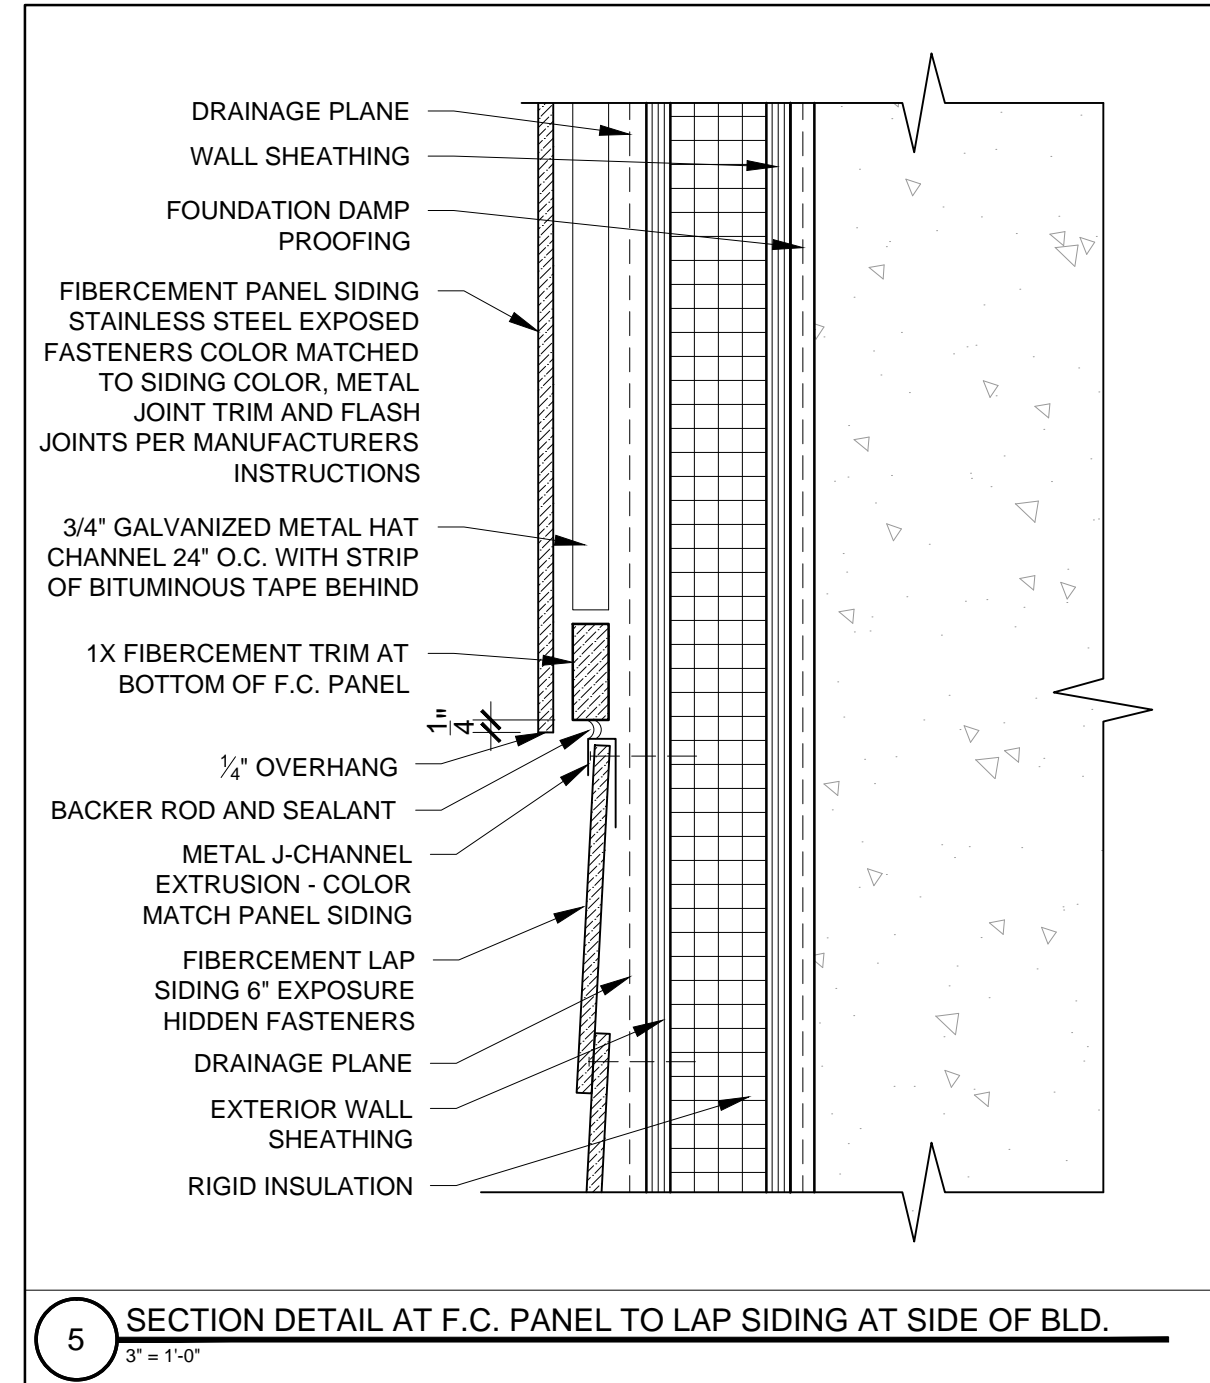 DRAINAGE PLANE
WALL SHEATHING
FOUNDATION DAMP
PROOFING
FIBERCEMENT PANEL SIDING
STAINLESS STEEL EXPOSED
FASTENERS COLOR MATCHED
TO SIDING COLOR, METAL
JOINT TRIM AND FLASH
JOINTS PER MANUFACTURERS
INSTRUCTIONS
3/4" GALVANIZED METAL HAT
CHANNEL 24" O.C. WITH STRIP
OF BITUMINOUS TAPE BEHIND
1X FIBERCEMENT TRIM AT
BOTTOM OF F.C. PANEL
1/4"
1/4" OVERHANG
BACKER ROD AND SEALANT
METAL J-CHANNEL
EXTRUSION - COLOR
MATCH PANEL SIDING
FIBERCEMENT LAP
SIDING 6" EXPOSURE
HIDDEN FASTENERS
DRAINAGE PLANE
EXTERIOR WALL
SHEATHING
RIGID INSULATION
5
SECTION DETAIL AT F.C. PANEL TO LAP SIDING AT SIDE OF BLD.
3" = 1'-0"